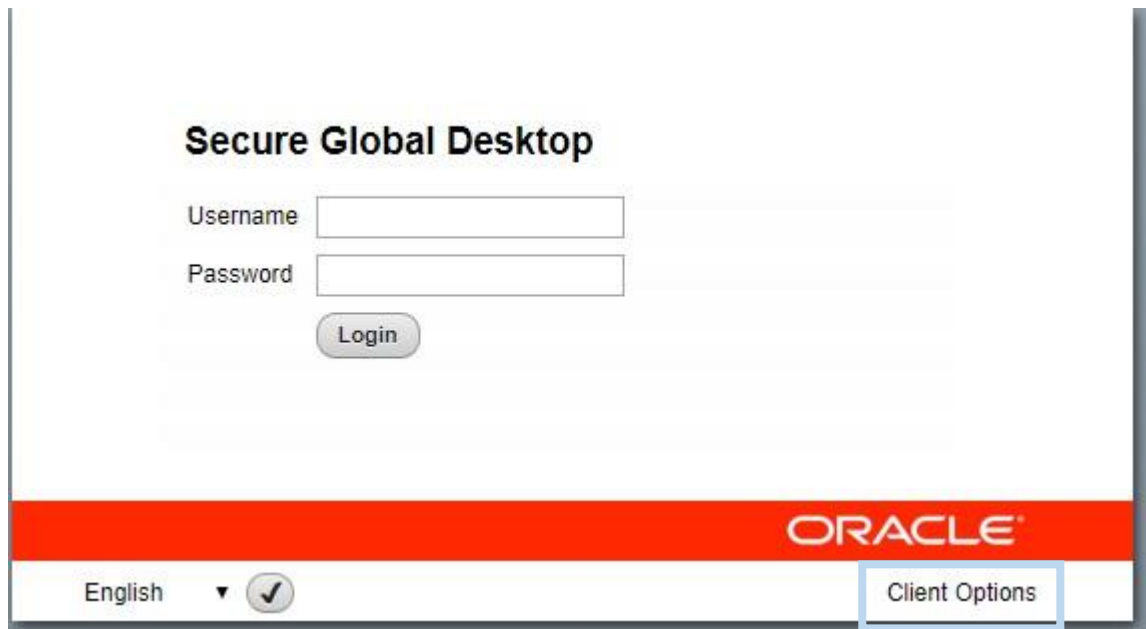 Secure Global Desktop
Username
Password
Login
ORACLE
English
Client Options